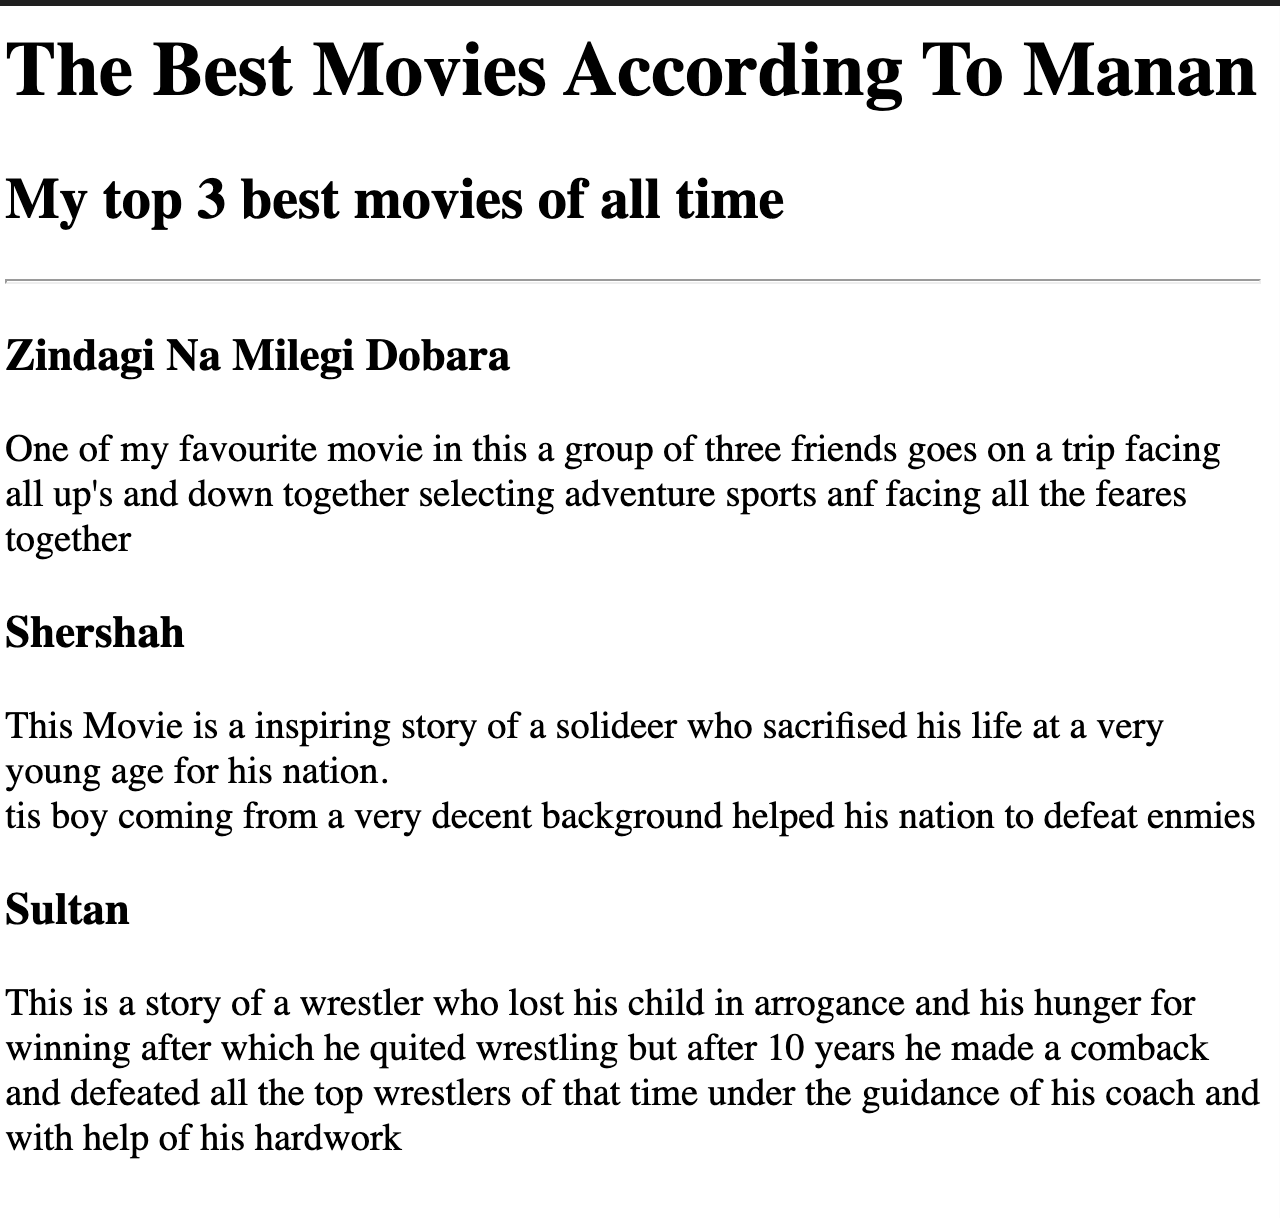 The Best Movies According To Manan
My top 3 best movies of all time
Zindagi Na Milegi Dobara
One of my favourite movie in this a group of three friends goes on a trip facing
all up's and down together selecting adventure sports anf facing all the feares
together
Shershah
This Movie is a inspiring story of a solideer who sacrifised his life at a very
young age for his nation.
tis boy coming from a very decent background helped his nation to defeat enmies
Sultan
This is a story of a wrestler who lost his child in arrogance and his hunger for
winning after which he quited wrestling but after 10 years he made a comback
and defeated all the top wrestlers of that time under the guidance of his coach and
with help of his hardwork